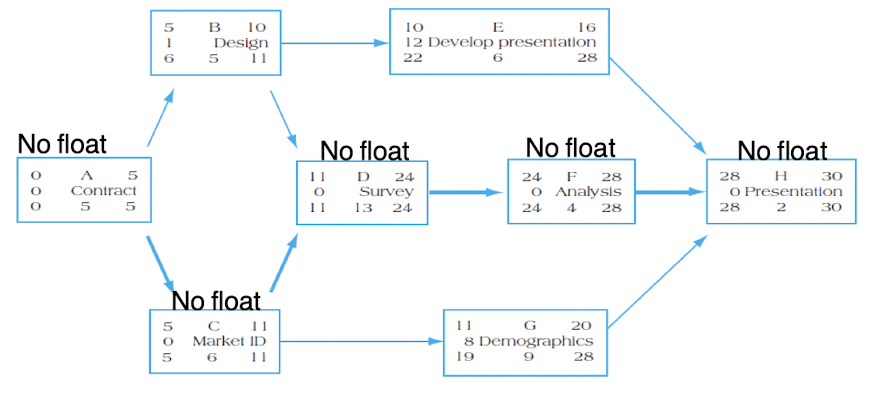 5 B 10
1 Design
6 5 11
10 E 16
12 Develop presentation
22 6 28
No float
0 A 5
0 Contract
0 5 5
No float
11 D 24
0 Survey
11 13 24
No float
24 F 28
0 Analysis
24 4 28
No float
28 H 30
0 Presentation
28 2 30
No float
5 C 11
0 Market ID
5 6 11
11 G 20
8 Demographics
19 9 28